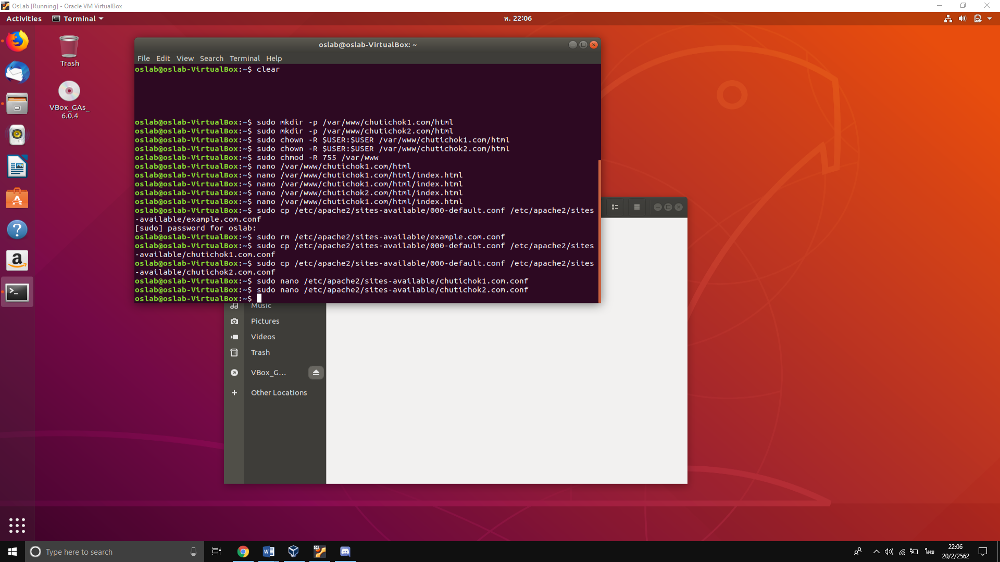 OsLab [Running] - Oracle VM VirtualBox
Activities
Terminal
พ. 22:06
Trash
VBox_GAs_
6.0.4
oslab@oslab-VirtualBox: ~
File Edit View Search Terminal Help
oslab@oslab-VirtualBox:~$ clear
oslab@oslab-VirtualBox:~$ sudo mkdir -p /var/www/chutichok1.com/html
oslab@oslab-VirtualBox:~$ sudo mkdir -p /var/www/chutichok2.com/html
oslab@oslab-VirtualBox:~$ sudo chown -R $USER:$USER /var/www/chutichok1.com/html
oslab@oslab-VirtualBox:~$ sudo chown -R $USER:$USER /var/www/chutichok2.com/html
oslab@oslab-VirtualBox:~$ sudo chmod -R 755 /var/www
oslab@oslab-VirtualBox:~$ nano /var/www/chutichok1.com/html
oslab@oslab-VirtualBox:~$ nano /var/www/chutichok1.com/html/index.html
oslab@oslab-VirtualBox:~$ nano /var/www/chutichok1.com/html/index.html
oslab@oslab-VirtualBox:~$ nano /var/www/chutichok2.com/html/index.html
oslab@oslab-VirtualBox:~$ nano /var/www/chutichok1.com/html/index.html
oslab@oslab-VirtualBox:~$ sudo cp /etc/apache2/sites-available/000-default.conf /etc/apache2/sites
-available/example.com.conf
[sudo] password for oslab:
oslab@oslab-VirtualBox:~$ sudo rm /etc/apache2/sites-available/example.com.conf
oslab@oslab-VirtualBox:~$ sudo cp /etc/apache2/sites-available/000-default.conf /etc/apache2/sites
-available/chutichok1.com.conf
oslab@oslab-VirtualBox:~$ sudo cp /etc/apache2/sites-available/000-default.conf /etc/apache2/sites
-available/chutichok2.com.conf
oslab@oslab-VirtualBox:~$ sudo nano /etc/apache2/sites-available/chutichok1.com.conf
oslab@oslab-VirtualBox:~$ sudo nano /etc/apache2/sites-available/chutichok2.com.conf
oslab@oslab-VirtualBox:~$
Music
Pictures
Videos
Trash
VBox_G...
Other Locations
Type here to search
ไทย
22:06
20/2/2562